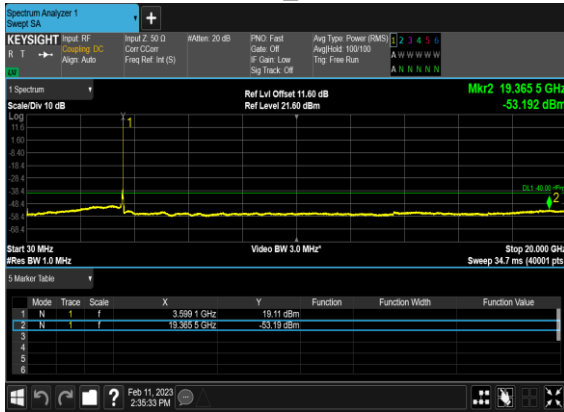 Spectrum Analyzer 1
Swept SA
+
KEYSIGHT Input: RF Input Z: 50 Ω #Atten: 20 dB PNO: Fast Avg Type: Power (RMS) 1 2 3 4 5 6
R T Coupling: DC Corr CCorr Gate: Off Avg|Hold: 100/100 A W W W W W
Align: Auto Freq Ref: Int (S) IF Gain: Low Trig: Free Run
LXI Sig Track: Off A N N N N N
1 Spectrum Ref Lvl Offset 11.60 dB Mkr2 19.365 5 GHz
Scale/Div 10 dB Ref Level 21.60 dBm -53.192 dBm
Log
1
11.6
1.60
-8.40
-18.4
-28.4
-38.4 DL1 -40.00 dBm
2
-48.4
-58.4
-68.4
Start 30 MHz Video BW 3.0 MHz* Stop 20.000 GHz
#Res BW 1.0 MHz Sweep 34.7 ms (40001 pts)
5 Marker Table
Mode Trace Scale X Y Function Function Width Function Value
1 N 1 f 3.599 1 GHz 19.11 dBm
2 N 1 f 19.365 5 GHz -53.19 dBm
3
4
5
6
? Feb 11, 2023
2:35:33 PM